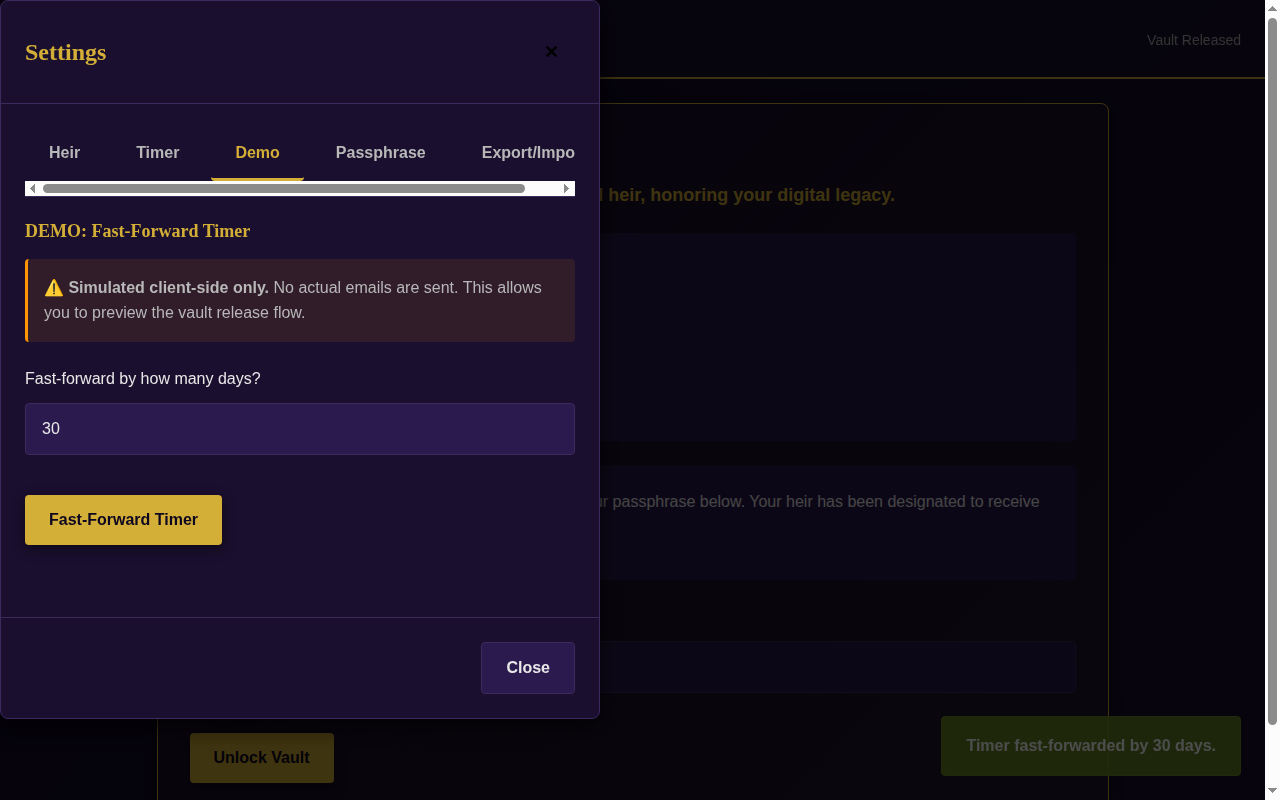 Settings
×
Vault Released
Heir Timer Demo Passphrase Export/Impo
heir, honoring your digital legacy.
DEMO: Fast-Forward Timer
⚠️ Simulated client-side only. No actual emails are sent. This allows
you to preview the vault release flow.
Fast-forward by how many days?
30
passphrase below. Your heir has been designated to receive
Fast-Forward Timer
Close
Timer fast-forwarded by 30 days.
Unlock Vault